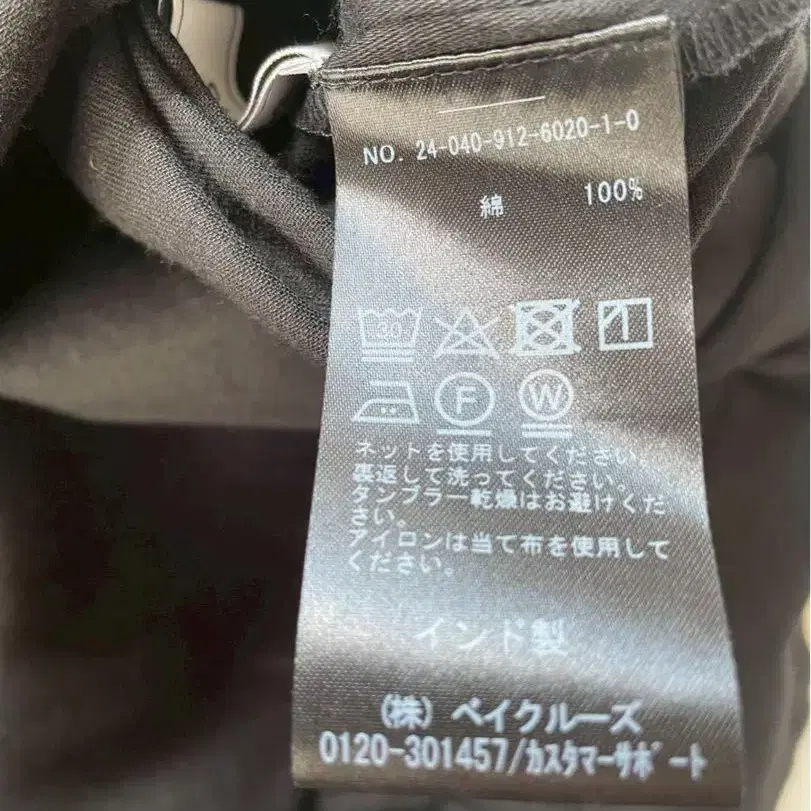 NO. 24-040-912-6020-1-0
綿 100%
30
F W
ネットを使用してください。
裏返して洗ってください。
タンブラー乾燥はお避けくだ
さい。
アイロンは当て布を使用して
ください。
インド製
(株) ベイクルーズ
0120-301457/カスタマーサポート